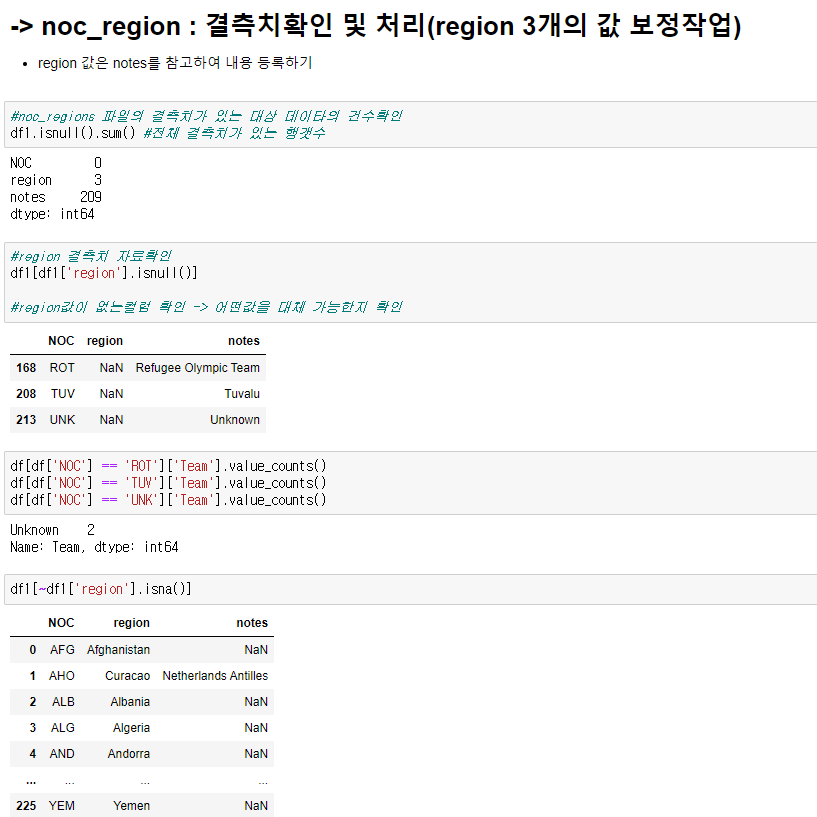 -> noc_region : 결측치확인 및 처리(region 3개의 값 보정작업)
• region 값은 notes를 참고하여 내용 등록하기
#noc_regions 파일의 결측치가 있는 대상 데이타의 건수확인
df1.isnull().sum() #전체 결측치가 있는 행갯수
NOC 0
region 3
notes 209
dtype: int64
#region 결측치 자료확인
df1[df1['region'].isnull()]
#region값이 없는컬럼 확인 -> 어떤값을 대체 가능한지 확인
NOC region notes
168 ROT NaN Refugee Olympic Team
208 TUV NaN Tuvalu
213 UNK NaN Unknown
df[df['NOC'] == 'ROT']['Team'].value_counts()
df[df['NOC'] == 'TUV']['Team'].value_counts()
df[df['NOC'] == 'UNK']['Team'].value_counts()
Unknown 2
Name: Team, dtype: int64
df1[~df1['region'].isna()]
NOC region notes
0 AFG Afghanistan NaN
1 AHO Curacao Netherlands Antilles
2 ALB Albania NaN
3 ALG Algeria NaN
4 AND Andorra NaN
... ... ... ...
225 YEM Yemen NaN